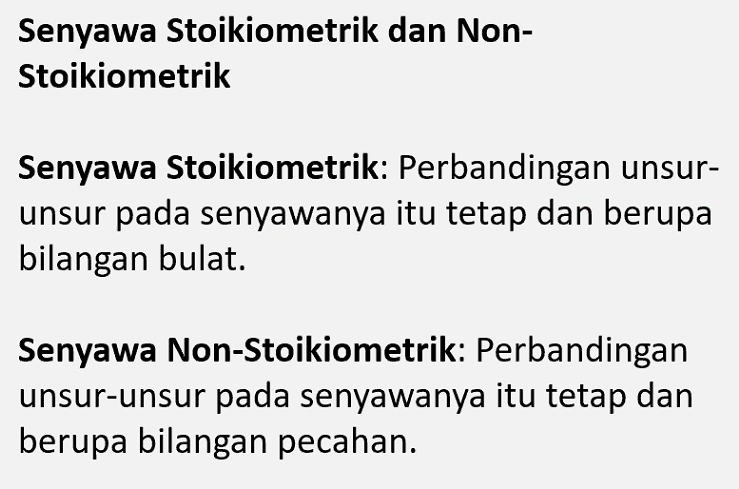 Senyawa Stoikiometrik dan Non-
Stoikiometrik
Senyawa Stoikiometrik: Perbandingan unsur-
unsur pada senyawanya itu tetap dan berupa
bilangan bulat.
Senyawa Non-Stoikiometrik: Perbandingan
unsur-unsur pada senyawanya itu tetap dan
berupa bilangan pecahan.